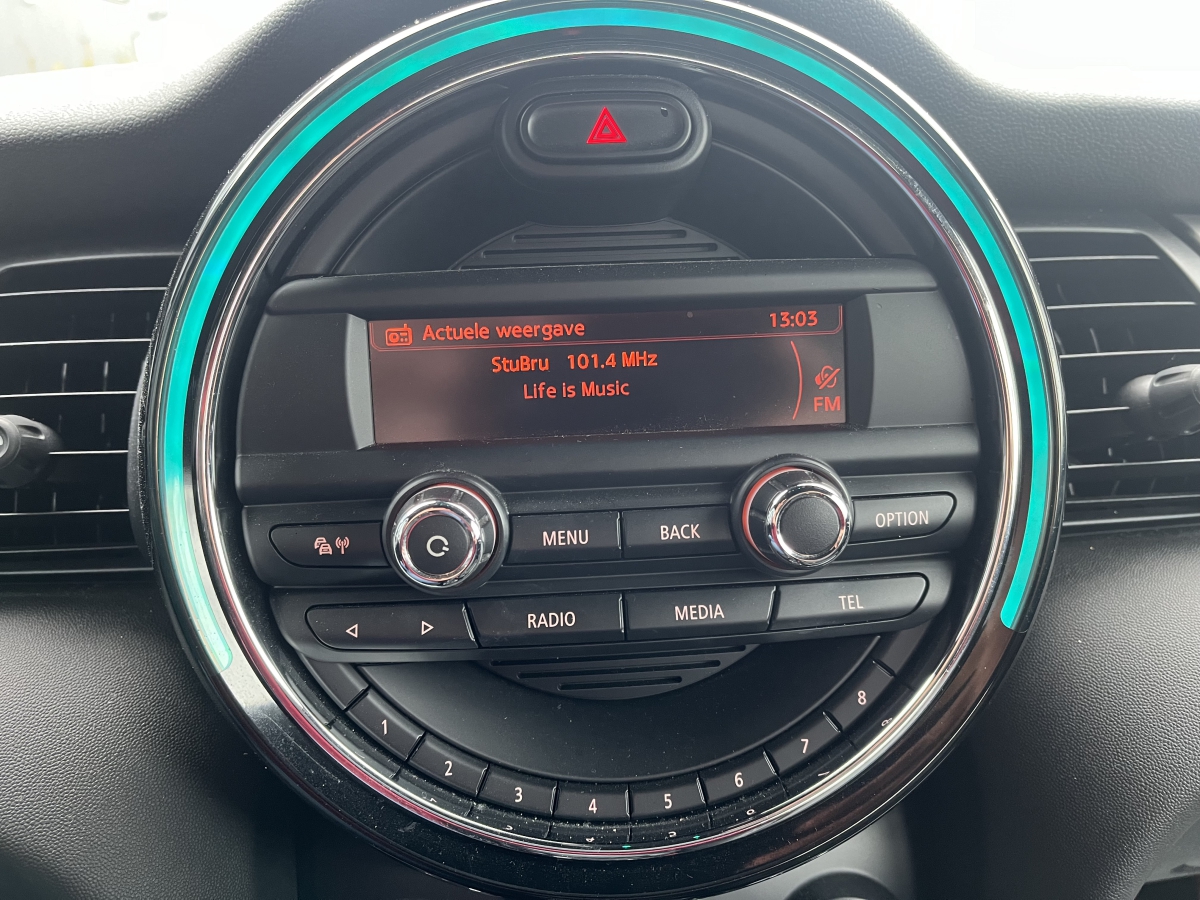 Actuele weergave 13:03
StuBru 101.4 MHz
Life is Music
FM
MENU BACK OPTION
RADIO MEDIA TEL
1 2 3 4 5 6 7 8